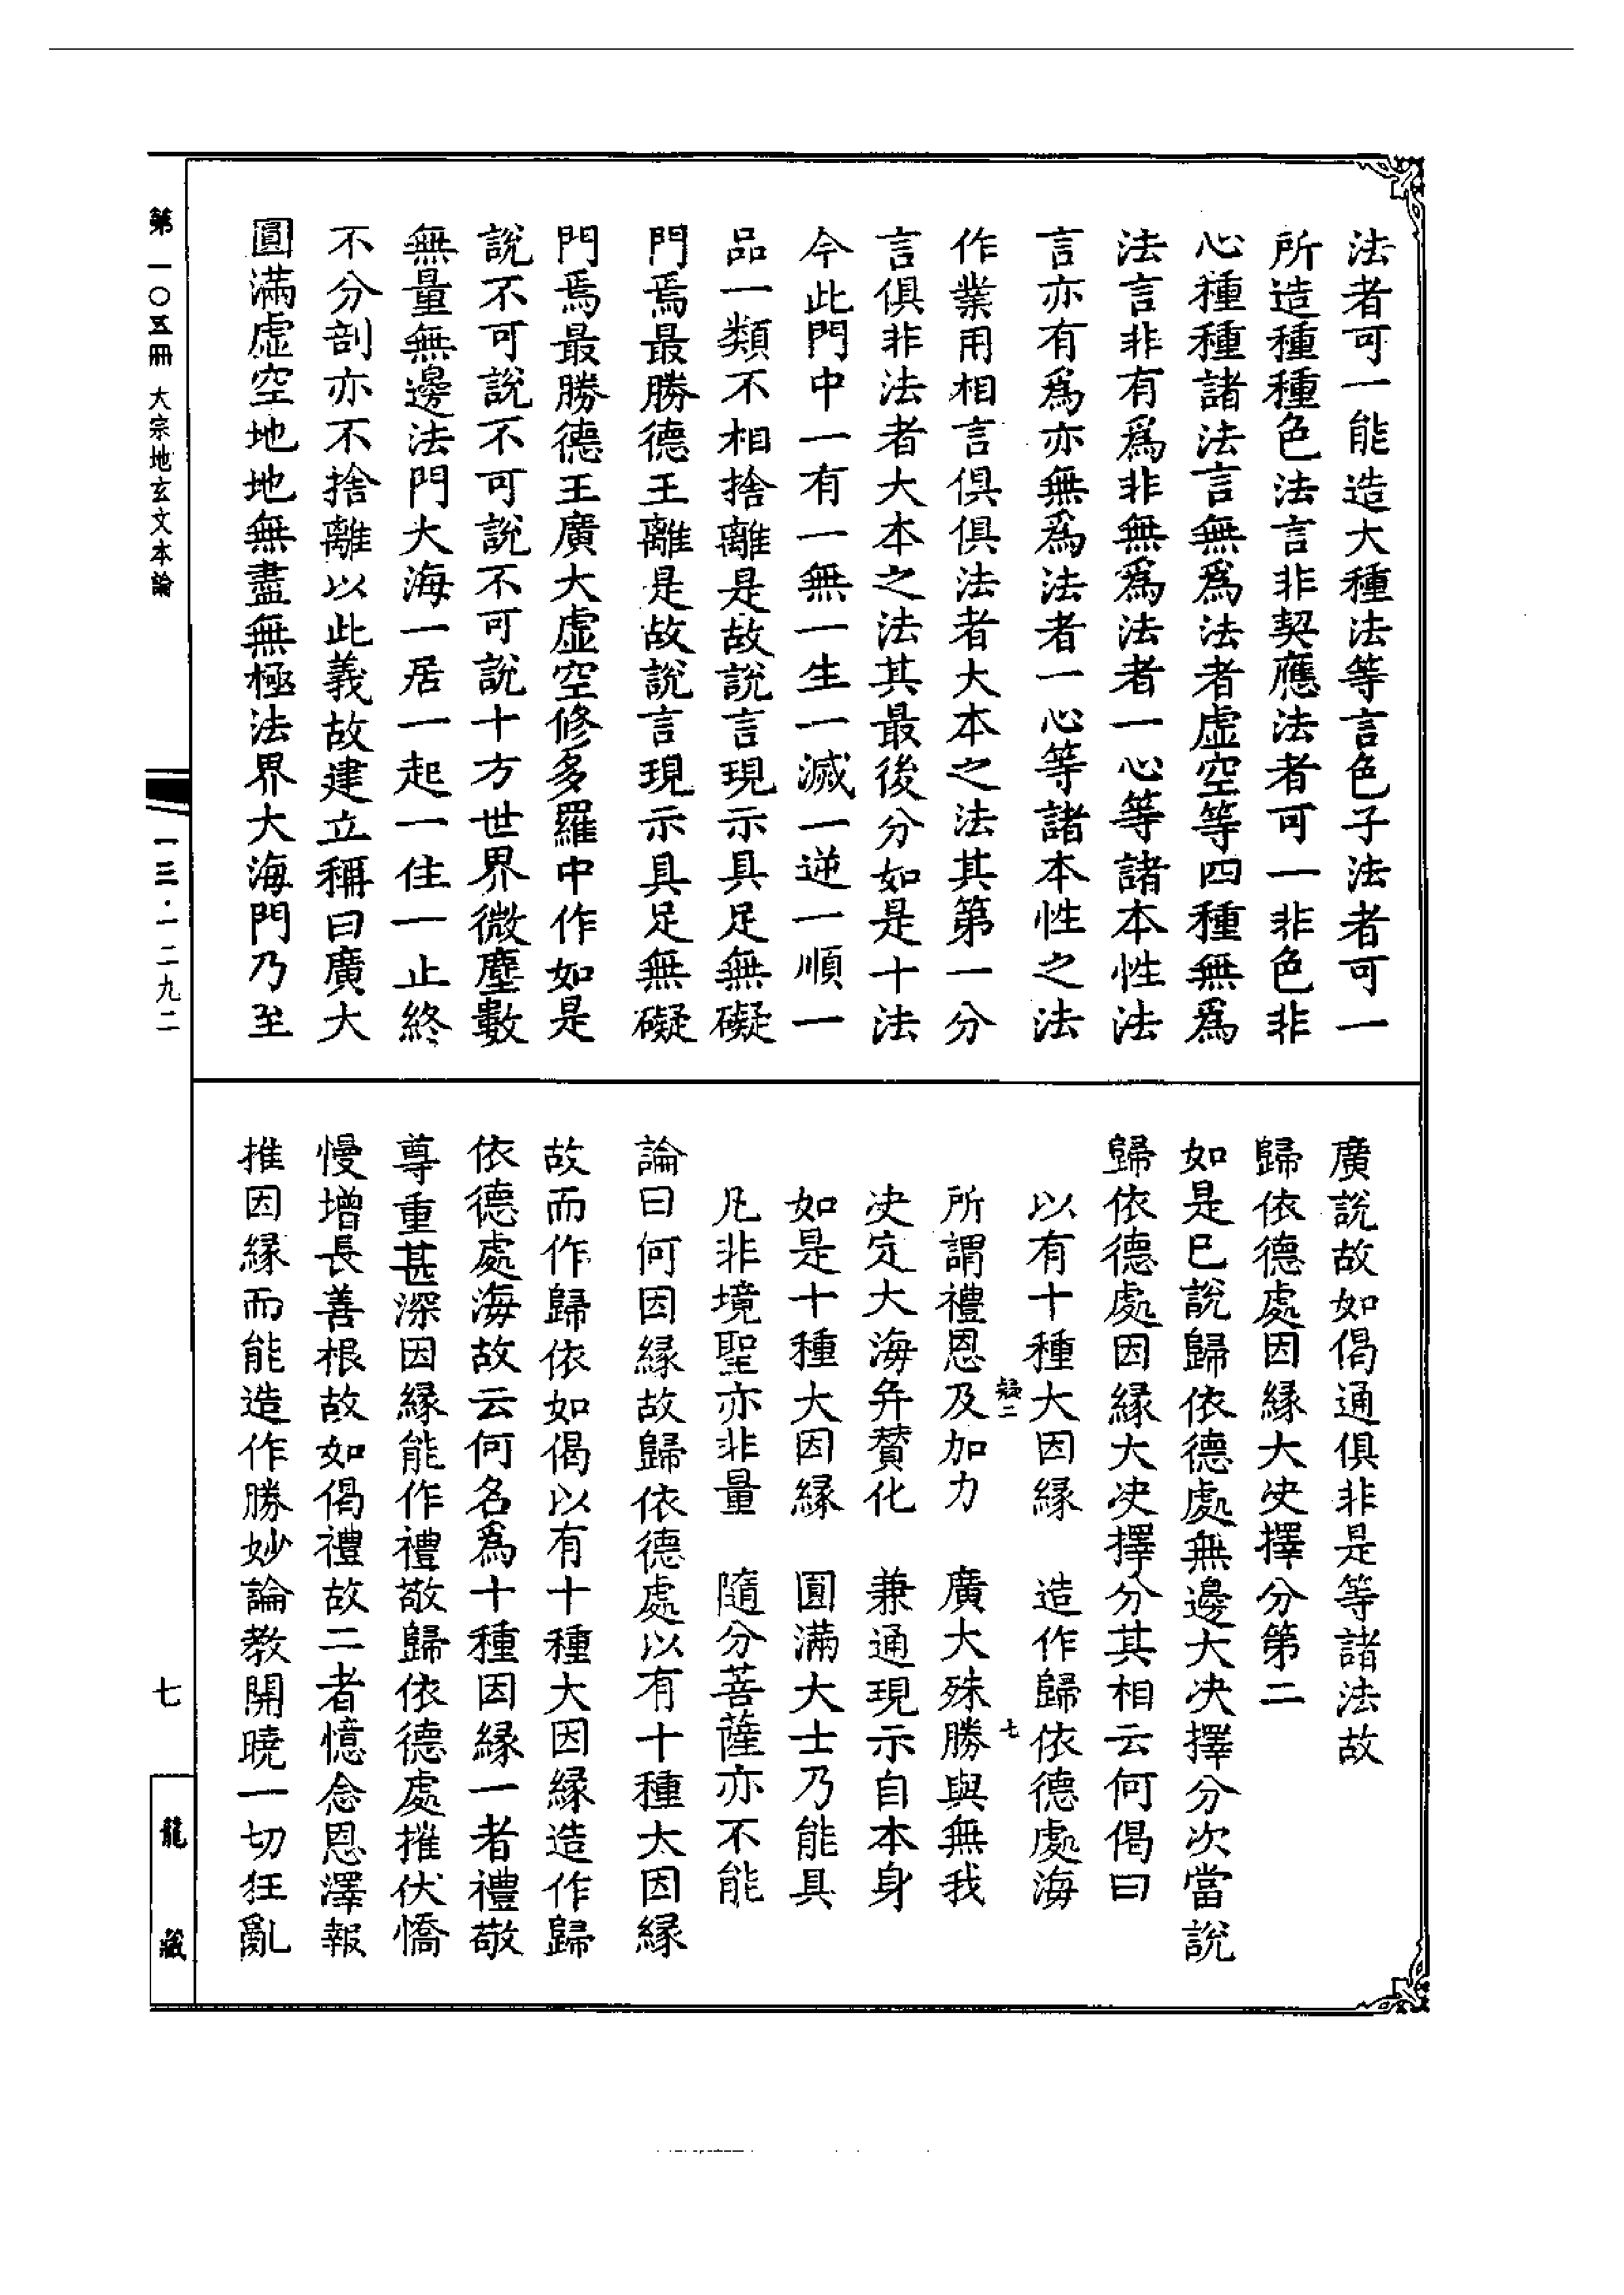 法者可一能造大種法等言色子法者可一
所造種種色法言非契應法者可一非色非
心種種諸法言無爲法者虛空等四種無爲
法言非有爲非無爲法者一心等諸本性法
言亦有爲亦無爲法者一心等諸本性之法
作業用相言俱俱法者大本之法其第一分
言俱非法者大本之法其最後分如是十法
今此門中一有一無一生一滅一逆一順一
品一類不相捨離是故說言現示具足無礙
門焉最勝德王離是故說言現示具足無礙
門焉最勝德王廣大虛空修多羅中作如是
說不可說不可說不可說十方世界微塵數
無量無邊法門大海一居一起一住一止終
不分剖亦不捨離以此義故建立稱曰廣大
圓滿虛空地地無盡無極法界大海門乃至
廣說故如偈通俱非是等諸法故
歸依德處因緣大決擇分第二
如是已說歸依德處無邊大决擇分次當說
歸依德處因緣大决擇分其相云何偈曰
以有十種大因緣　造作歸依德處海
所謂禮恩及加力　廣大殊勝與無我
决定大海弁贊化　兼通現示自本身
如是十種大因緣　圓滿大士乃能具
凡非境聖亦非量　隨分菩薩亦不能
論曰何因緣故歸依德處以有十種大因緣
故而作歸依如偈以有十種大因緣造作歸
依德處海故云何名爲十種因緣一者禮敬
尊重甚深因緣能作禮敬歸依德處摧伏憍
慢增長善根故如偈禮故二者憶念恩澤報
推因緣而能造作勝妙論教開曉一切狂亂
第一〇五冊　大宗地玄文本論
一三·一二九二
七
龍藏
疑二
七